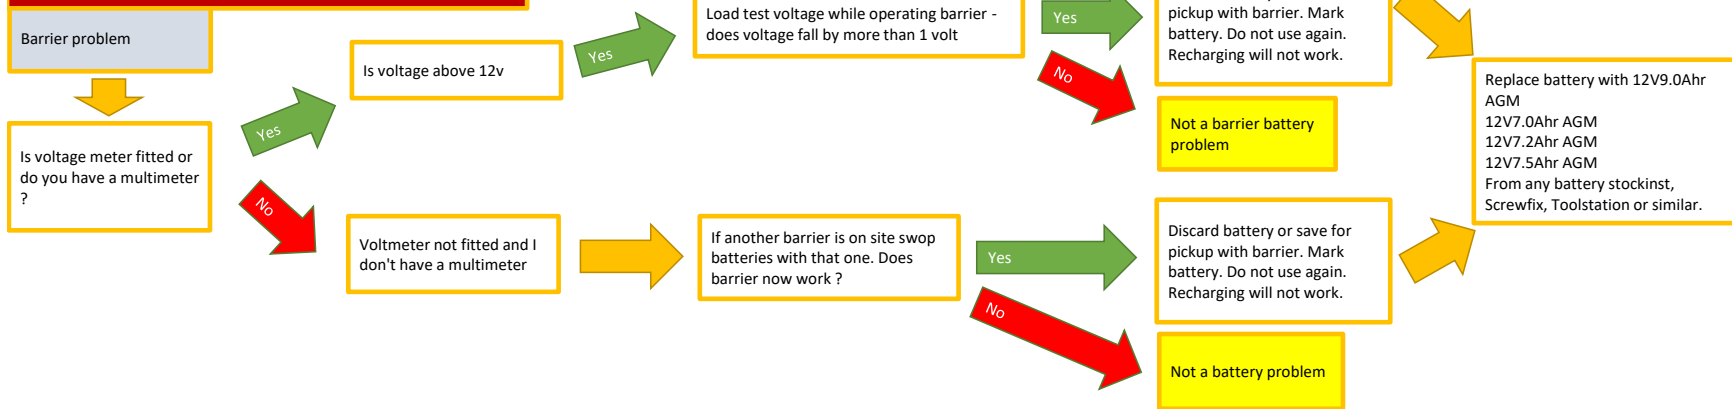 Barrier problem
Is voltage meter fitted or
do you have a multimeter
?
Yes
No
Is voltage above 12v
Yes
Load test voltage while operating barrier -
does voltage fall by more than 1 volt
Yes
No
pickup with barrier. Mark
battery. Do not use again.
Recharging will not work.
Not a barrier battery
problem
Voltmeter not fitted and I
don't have a multimeter
If another barrier is on site swop
batteries with that one. Does
barrier now work ?
Yes
No
Discard battery or save for
pickup with barrier. Mark
battery. Do not use again.
Recharging will not work.
Not a battery problem
Replace battery with 12V9.0Ahr
AGM
12V7.0Ahr AGM
12V7.2Ahr AGM
12V7.5Ahr AGM
From any battery stockinst,
Screwfix, Toolstation or similar.